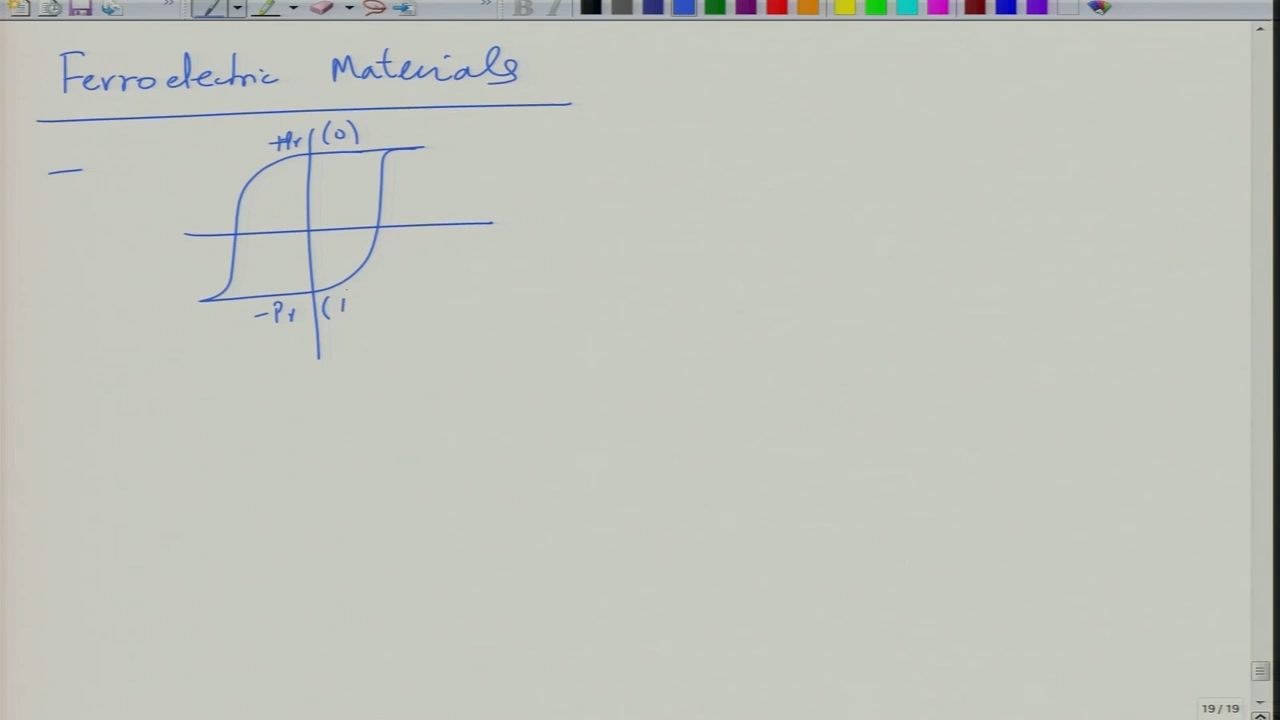 Ferroelectric Materials
+Pr (0)
-Pr (1
B I
19 / 19